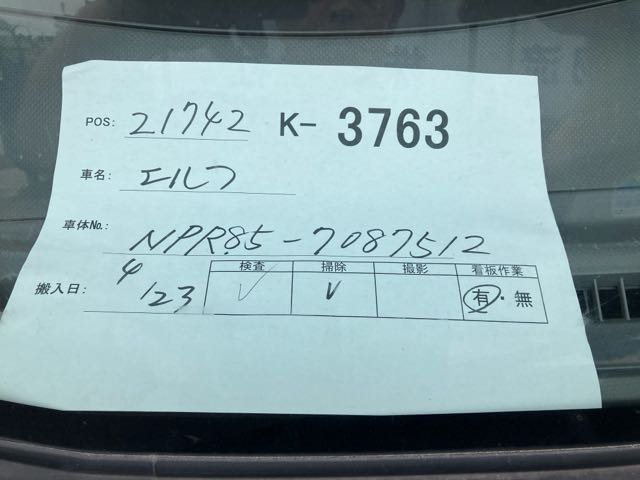 POS: 21742 K- 3763
車名: エルフ
車体№: NPR85-7087512
搬入日: 4/23
検査 掃除 撮影 看板作業
✓ ✓ 有・無